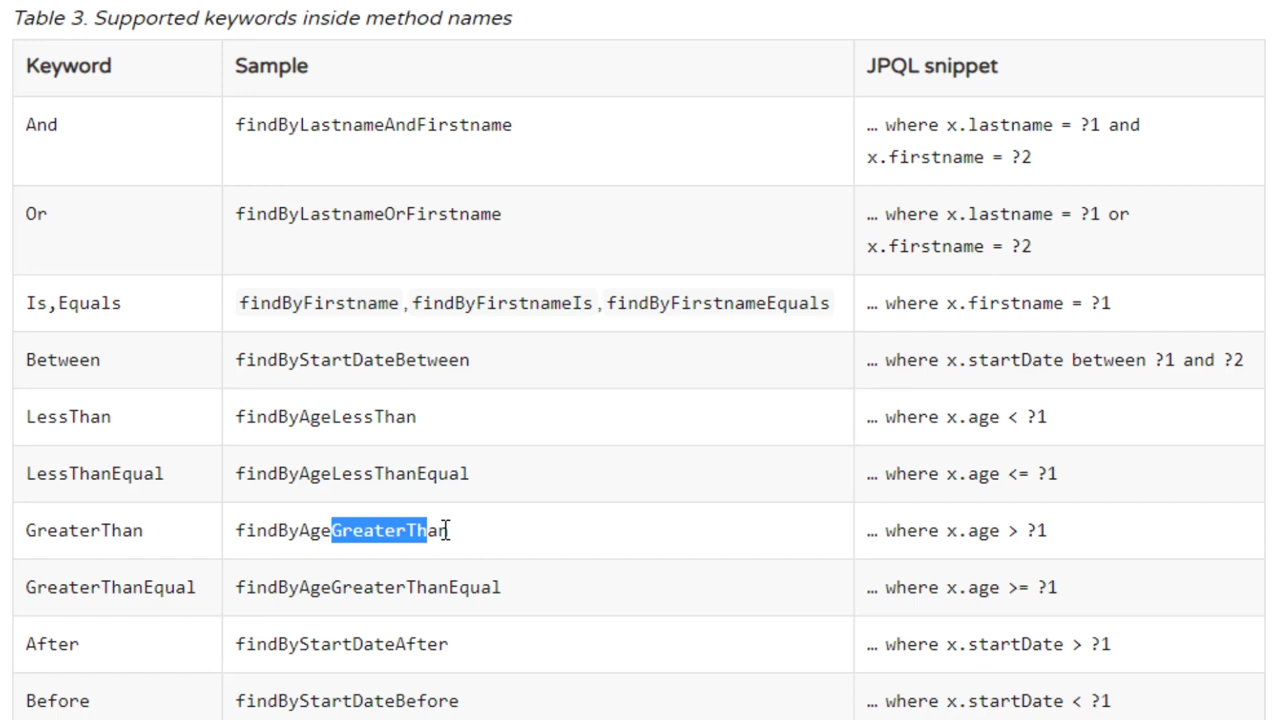 Table 3. Supported keywords inside method names
Keyword Sample JPQL snippet
And findByLastnameAndFirstname … where x.lastname = ?1 and
x.firstname = ?2
Or findByLastnameOrFirstname … where x.lastname = ?1 or
x.firstname = ?2
Is,Equals findByFirstname,findByFirstnameIs,findByFirstnameEquals … where x.firstname = ?1
Between findByStartDateBetween … where x.startDate between ?1 and ?2
LessThan findByAgeLessThan … where x.age < ?1
LessThanEqual findByAgeLessThanEqual … where x.age <= ?1
GreaterThan findByAgeGreaterThan … where x.age > ?1
GreaterThanEqual findByAgeGreaterThanEqual … where x.age >= ?1
After findByStartDateAfter … where x.startDate > ?1
Before findByStartDateBefore … where x.startDate < ?1